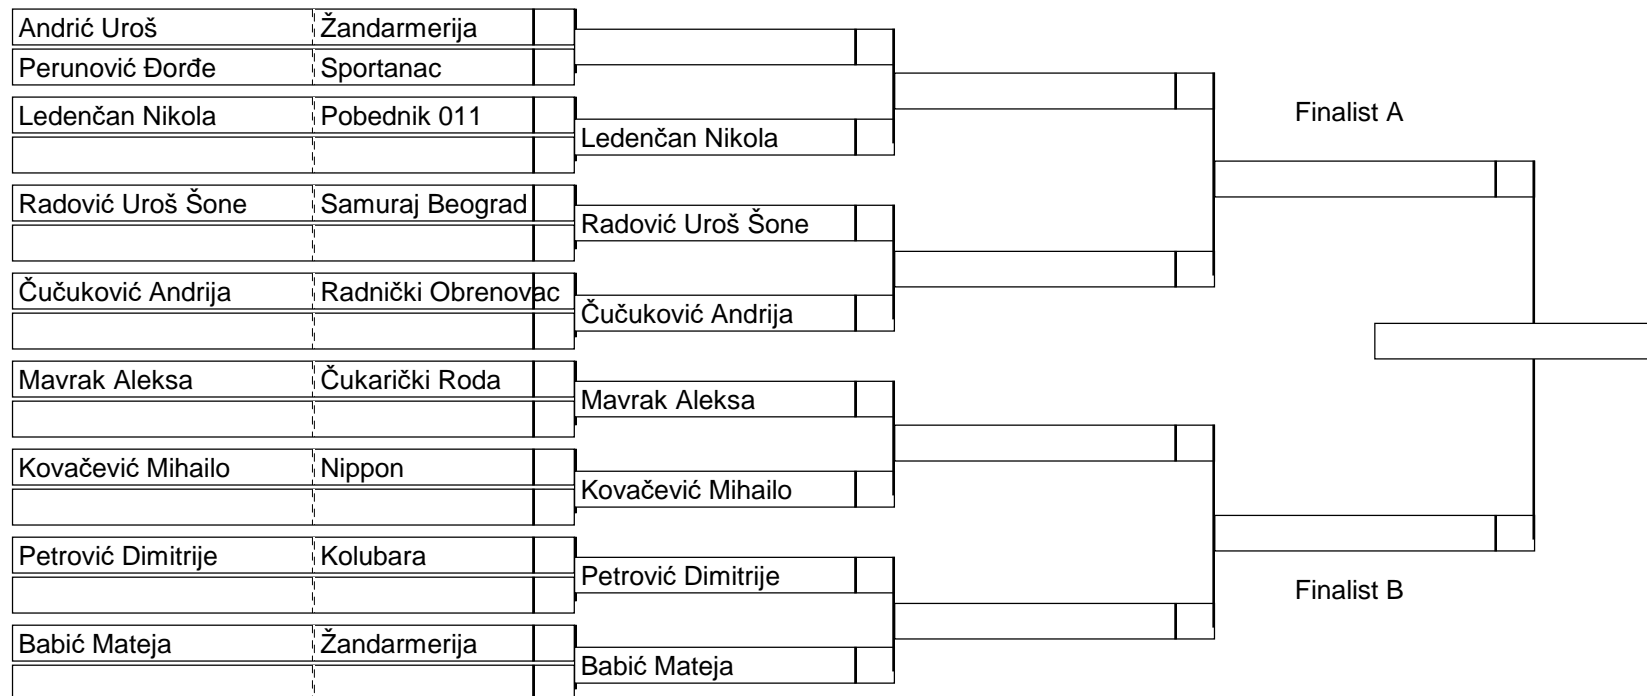 Andrić Uroš Žandarmerija
Perunović Đorđe Sportanac
Ledenčan Nikola Pobednik 011
Ledenčan Nikola
Finalist A
Radović Uroš Šone Samuraj Beograd
Radović Uroš Šone
Čučuković Andrija Radnički Obrenovac
Čučuković Andrija
Mavrak Aleksa Čukarički Roda
Mavrak Aleksa
Kovačević Mihailo Nippon
Kovačević Mihailo
Petrović Dimitrije Kolubara
Petrović Dimitrije
Finalist B
Babić Mateja Žandarmerija
Babić Mateja